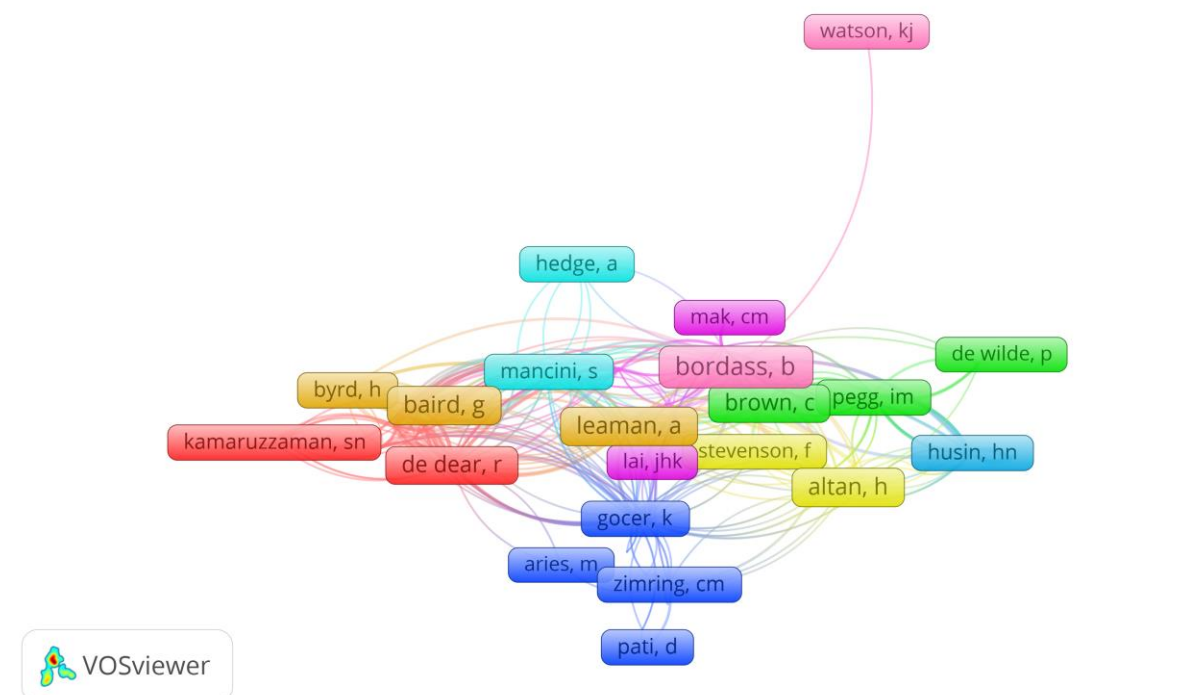 watson, kj
hedge, a
mak, cm
de wilde, p
bordass, b
mancini, s
byrd, h
pegg, im
baird, g
brown, c
leaman, a
kamaruzzaman, sn
stevenson, f
husin, hn
de dear, r
lai, jhk
altan, h
gocer, k
aries, m
zimring, cm
pati, d
VOSviewer